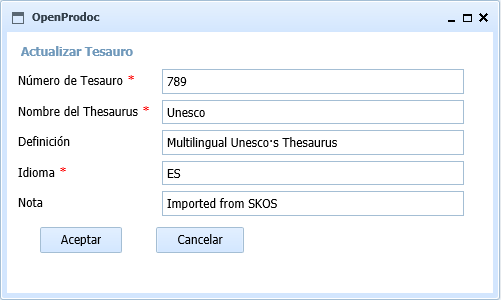 OpenProdoc
Actualizar Tesauro
Número de Tesauro * 789
Nombre del Thesaurus * Unesco
Definición Multilingual Unesco's Thesaurus
Idioma * ES
Nota Imported from SKOS
Aceptar Cancelar